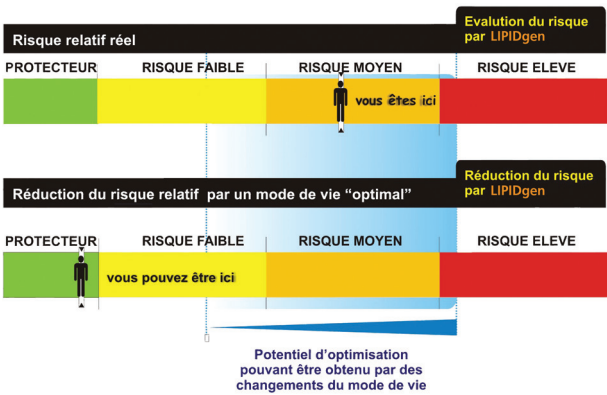 Evalution du risque
par LIPIDgen
Risque relatif réel
PROTECTEUR RISQUE FAIBLE RISQUE MOYEN RISQUE ELEVE
vous êtes ici
Réduction du risque
par LIPIDgen
Réduction du risque relatif par un mode de vie “optimal”
PROTECTEUR RISQUE FAIBLE RISQUE MOYEN RISQUE ELEVE
vous pouvez être ici
Potentiel d’optimisation
pouvant être obtenu par des
changements du mode de vie